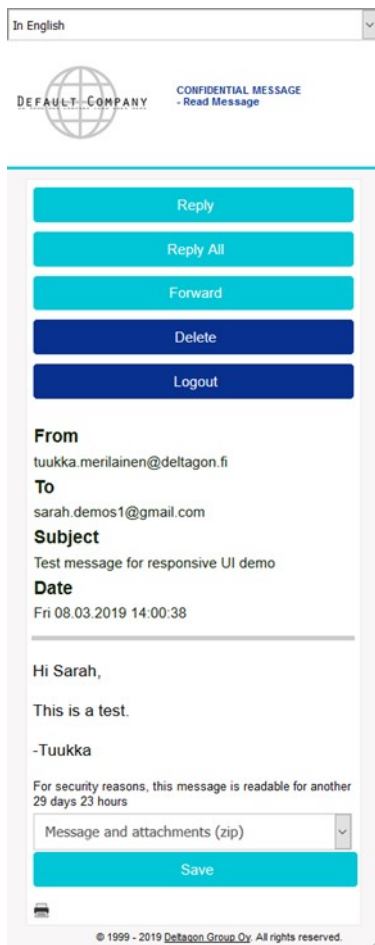 In English
DEFAULT COMPANY
CONFIDENTIAL MESSAGE
- Read Message
Reply
Reply All
Forward
Delete
Logout
From
tuukka.merilainen@deltagon.fi
To
sarah.demos1@gmail.com
Subject
Test message for responsive UI demo
Date
Fri 08.03.2019 14:00:38
Hi Sarah,
This is a test.
-Tuukka
For security reasons, this message is readable for another
29 days 23 hours
Message and attachments (zip)
Save
© 1999 - 2019 Deltagon Group Oy. All rights reserved.